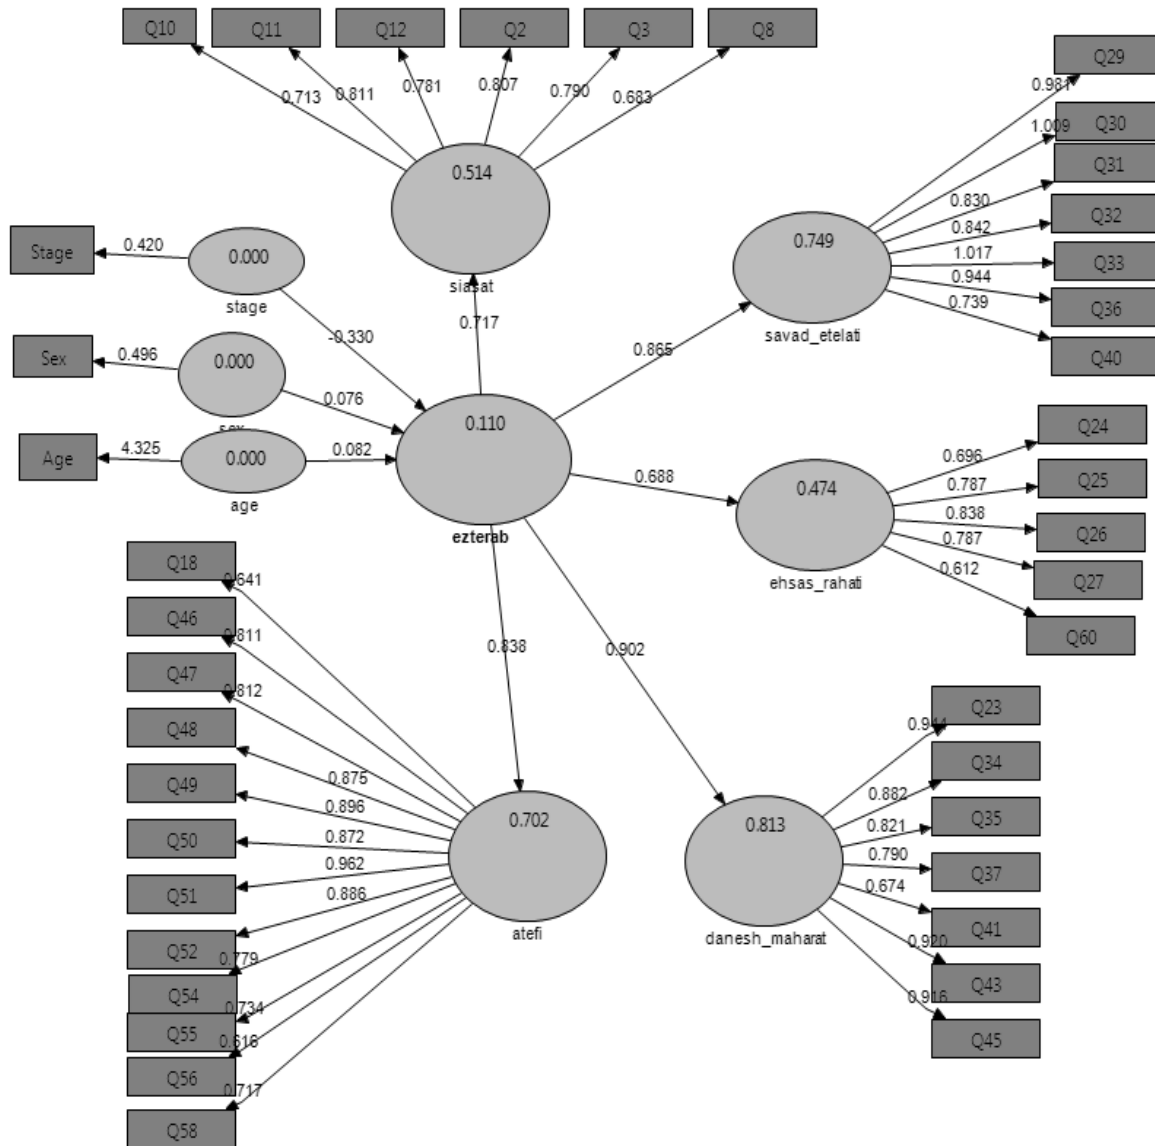 Q10
Q11
Q12
Q2
Q3
Q8
0.713
0.811
0.781
0.807
0.790
0.683
0.514
siasat
0.717
Stage
0.420
0.000
stage
-0.330
Sex
0.496
0.000
sex
0.076
Age
4.325
0.000
age
0.082
0.110
ezterab
0.865
0.749
savad_etelati
0.981
1.009
0.830
0.842
1.017
0.944
0.739
Q29
Q30
Q31
Q32
Q33
Q36
Q40
0.688
0.474
ehsas_rahati
0.696
0.787
0.838
0.787
0.612
Q24
Q25
Q26
Q27
Q60
0.838
0.902
Q18
Q46
Q47
Q48
Q49
Q50
Q51
Q52
Q54
Q55
Q56
Q58
0.641
0.811
0.812
0.875
0.896
0.872
0.962
0.886
0.779
0.734
0.616
0.717
0.702
atefi
0.813
danesh_maharat
0.944
0.882
0.821
0.790
0.674
0.920
0.916
Q23
Q34
Q35
Q37
Q41
Q43
Q45